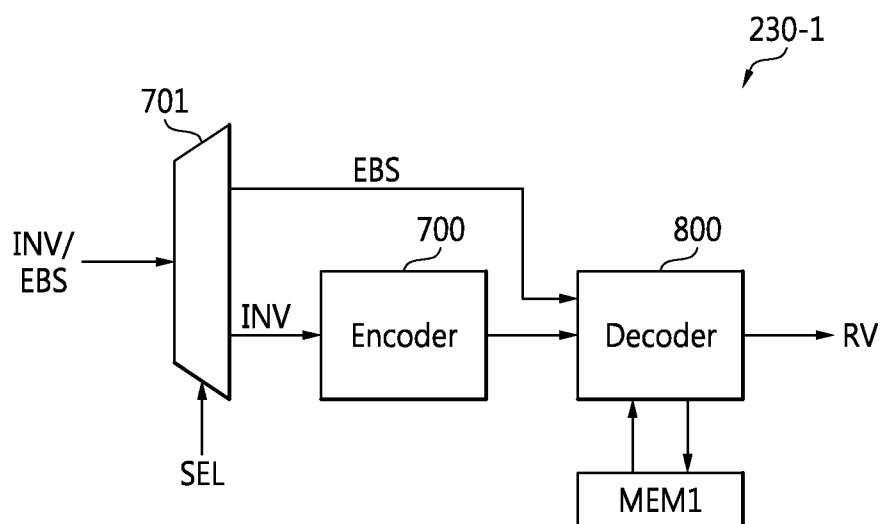 230-1
701
EBS
INV/
EBS
700
800
INV
Encoder
Decoder
RV
SEL
MEM1